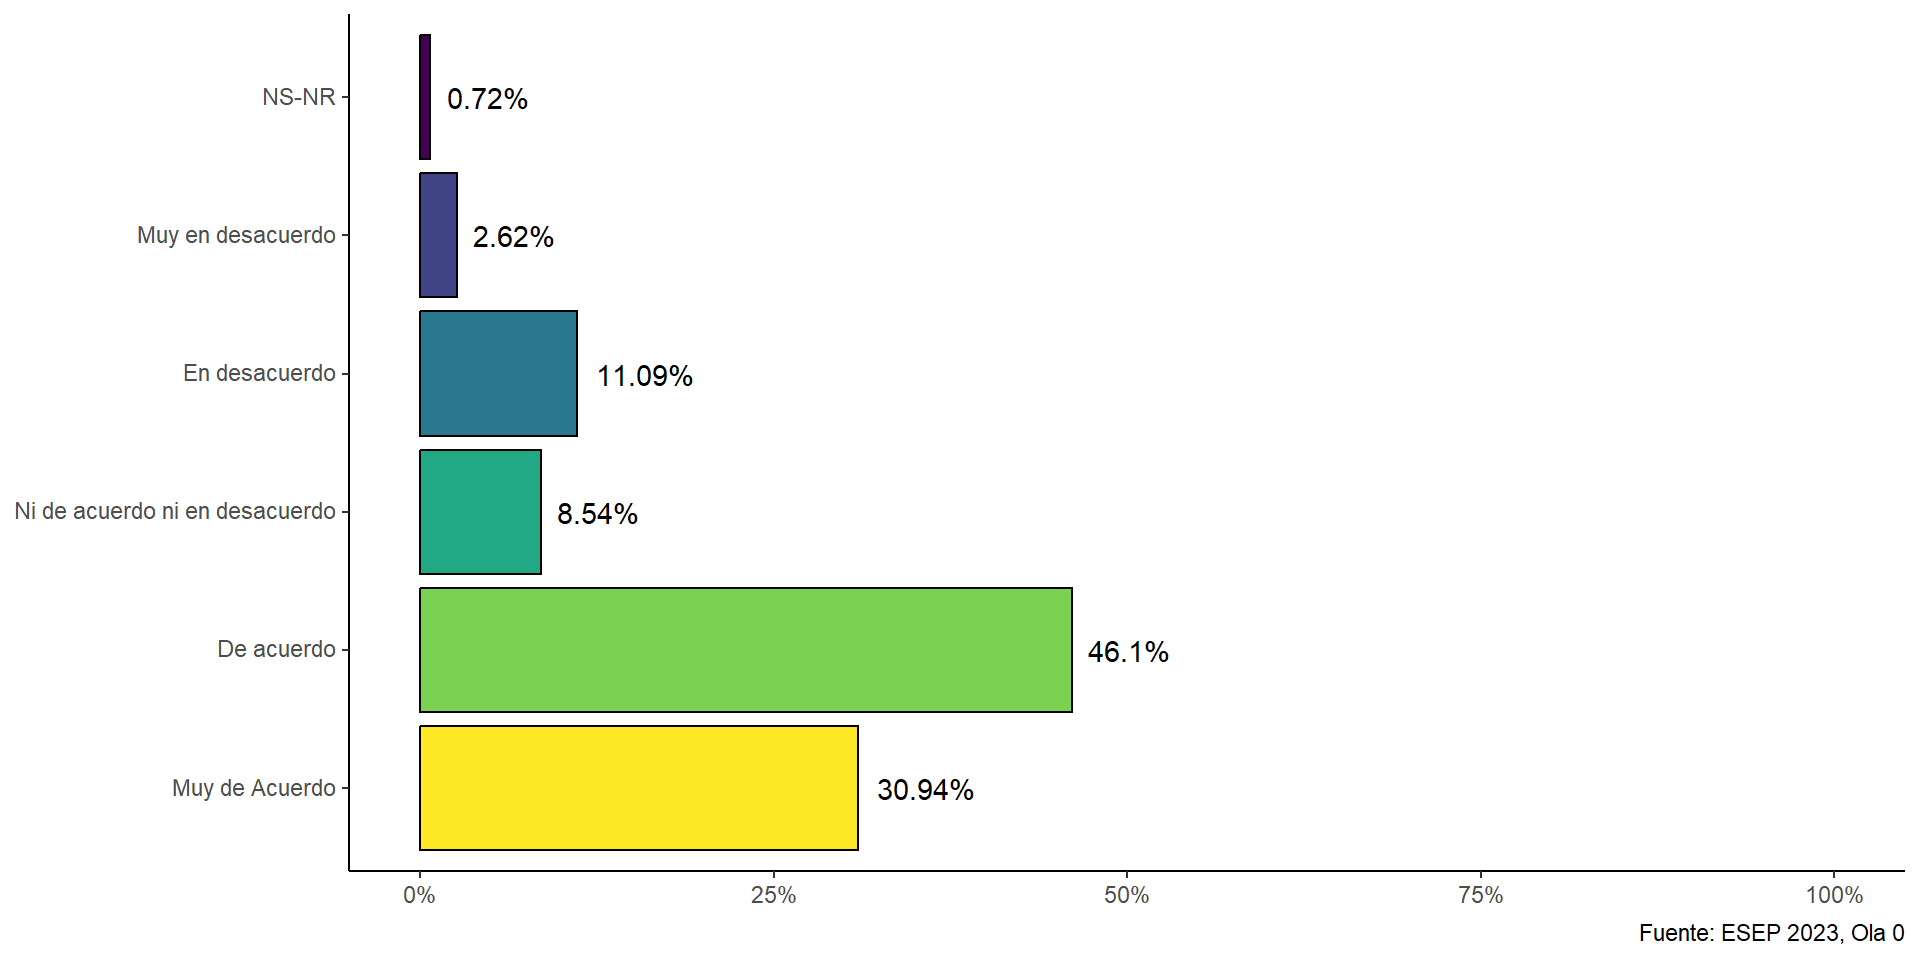 NS-NR
0.72%
Muy en desacuerdo
2.62%
En desacuerdo
11.09%
Ni de acuerdo ni en desacuerdo
8.54%
De acuerdo
46.1%
Muy de Acuerdo
30.94%
0% 25% 50% 75% 100%
Fuente: ESEP 2023, Ola 0